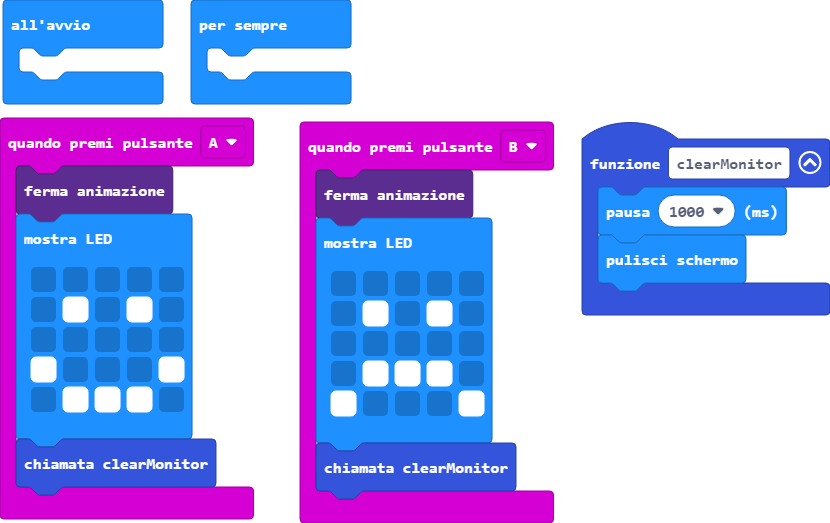 all'avvio
per sempre
quando premi pulsante A
ferma animazione
mostra LED
chiamata clearMonitor
quando premi pulsante B
ferma animazione
mostra LED
chiamata clearMonitor
funzione clearMonitor
pausa 1000 (ms)
pulisci schermo